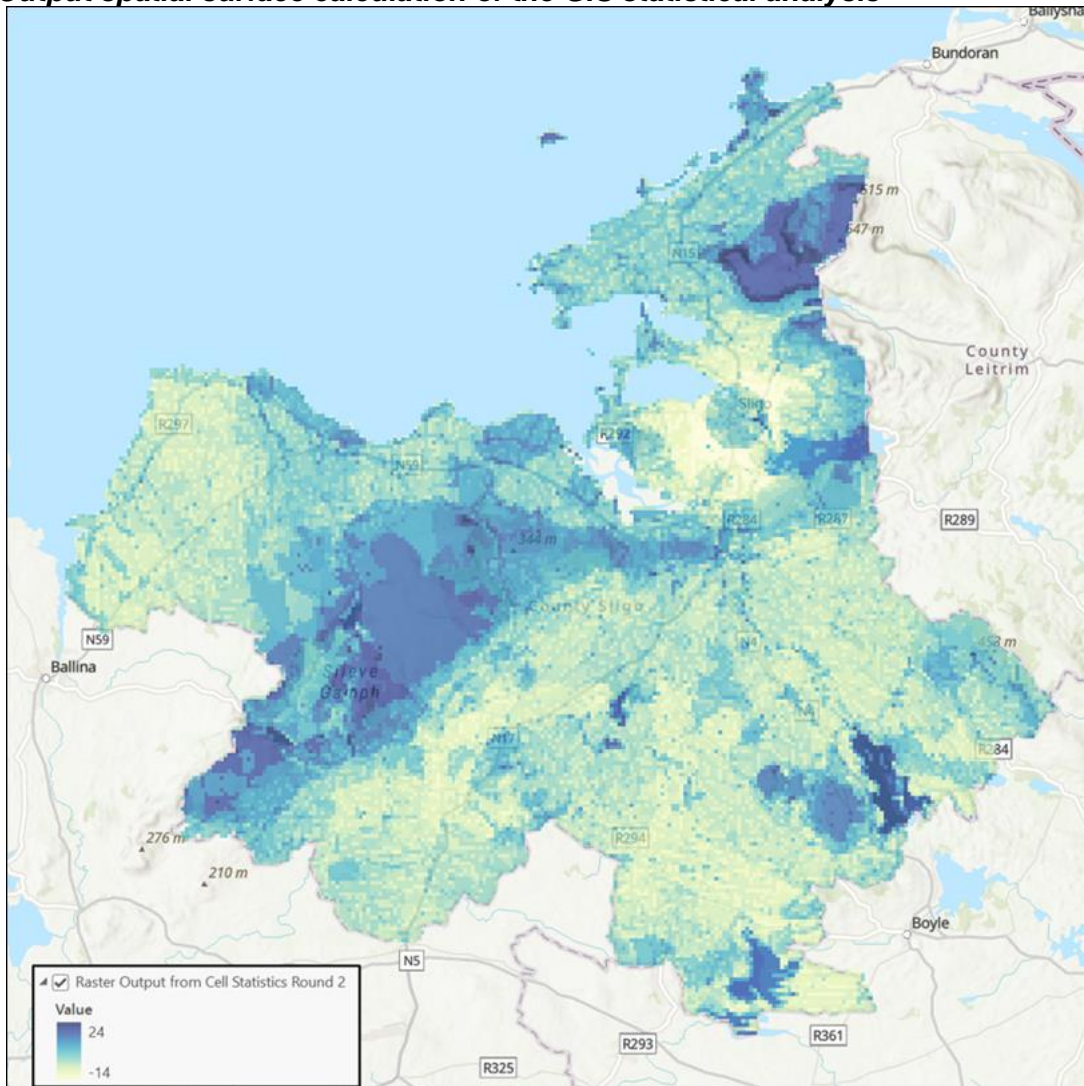 Output spatial surface calculation of the GIS statistical analysis
Ballysha
Bundoran
615 m
647 m
N15
County
Leitrim
Sligo
R297
R292
N59
R284
R287
R289
344 m
County Sligo
N59
N4
458 m
Ballina
Slieve
Gamph
N17
R284
276 m
R294
210 m
Boyle
N5
Raster Output from Cell Statistics Round 2
Value
24
-14
R293
R361
R325